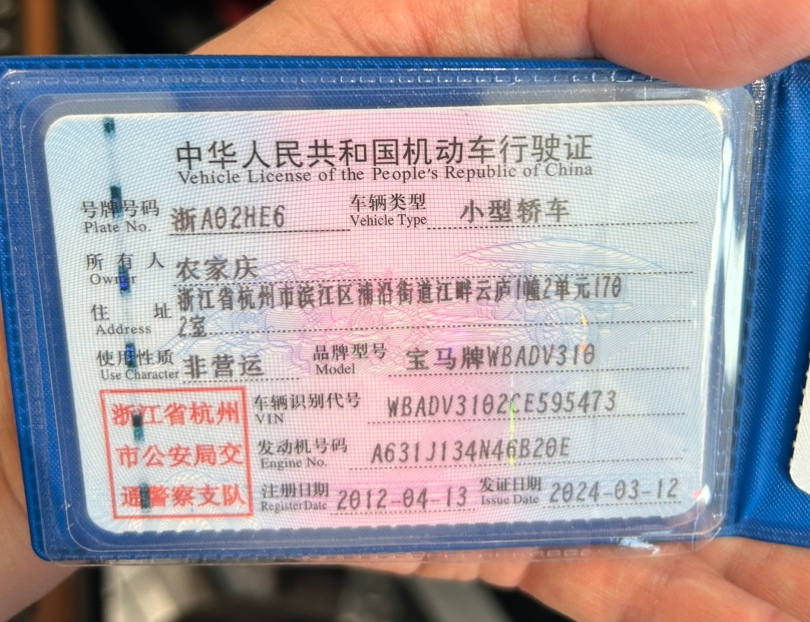 中华人民共和国机动车行驶证
Vehicle License of the People's Republic of China
号牌号码 浙A02HE6 车辆类型 小型轿车
Plate No. Vehicle Type
所有人 农家庆
Owner
住址 浙江省杭州市滨江区浦沿街道江畔云庐1幢2单元170
Address 2室
使用性质 非营运 品牌型号 宝马牌WBADV310
Use Character Model
浙江省杭州 车辆识别代号 WBADV3102CE595473
VIN
市公安局交 发动机号码 A631J134N46B20E
Engine No.
通警察支队 注册日期 2012-04-13 发证日期 2024-03-12
Register Date Issue Date